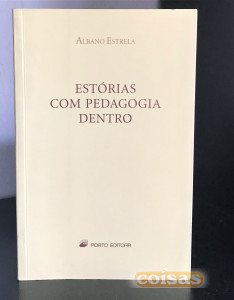 ALBANO ESTRELA
ESTÓRIAS
COM PEDAGOGIA
DENTRO
PORTO EDITORA
coisas